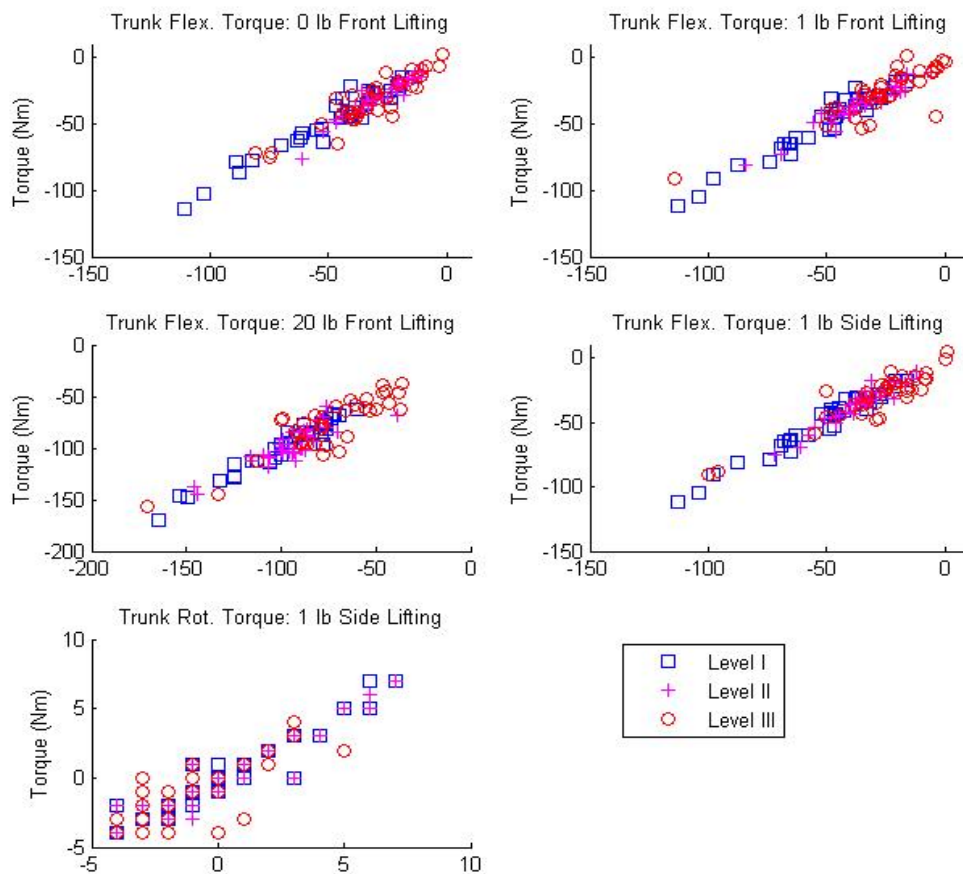 Trunk Flex. Torque: 0 lb Front Lifting
Torque (Nm)
0
-50
-100
-150
-150 -100 -50 0
Trunk Flex. Torque: 1 lb Front Lifting
Torque (Nm)
0
-50
-100
-150
-150 -100 -50 0
Trunk Flex. Torque: 20 lb Front Lifting
Torque (Nm)
0
-50
-100
-150
-200
-200 -150 -100 -50 0
Trunk Flex. Torque: 1 lb Side Lifting
Torque (Nm)
0
-50
-100
-150
-150 -100 -50 0
Trunk Rot. Torque: 1 lb Side Lifting
Torque (Nm)
10
5
0
-5
-5 0 5 10
Level I
Level II
Level III